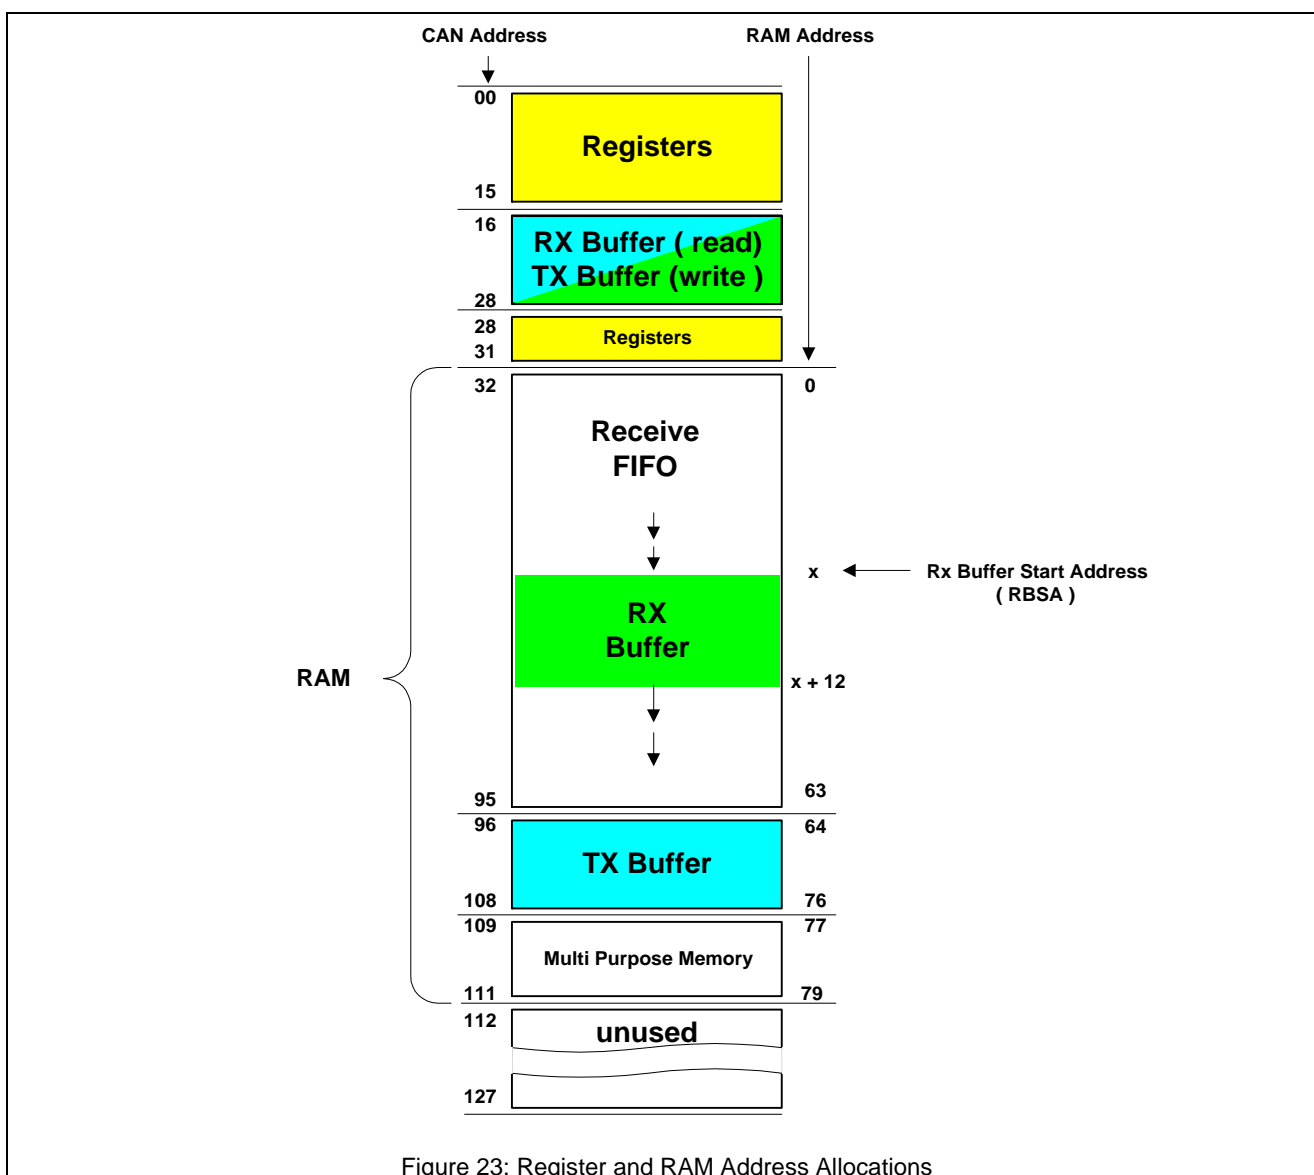 CAN Address
RAM Address
00
Registers
15
16
RX Buffer ( read)
TX Buffer (write )
28
28
Registers
31
32
0
Receive
FIFO
x
Rx Buffer Start Address
( RBSA )
RX
Buffer
RAM
x + 12
95
63
96
64
TX Buffer
108
76
109
77
Multi Purpose Memory
111
79
112
unused
127
Figure 23: Register and RAM Address Allocations